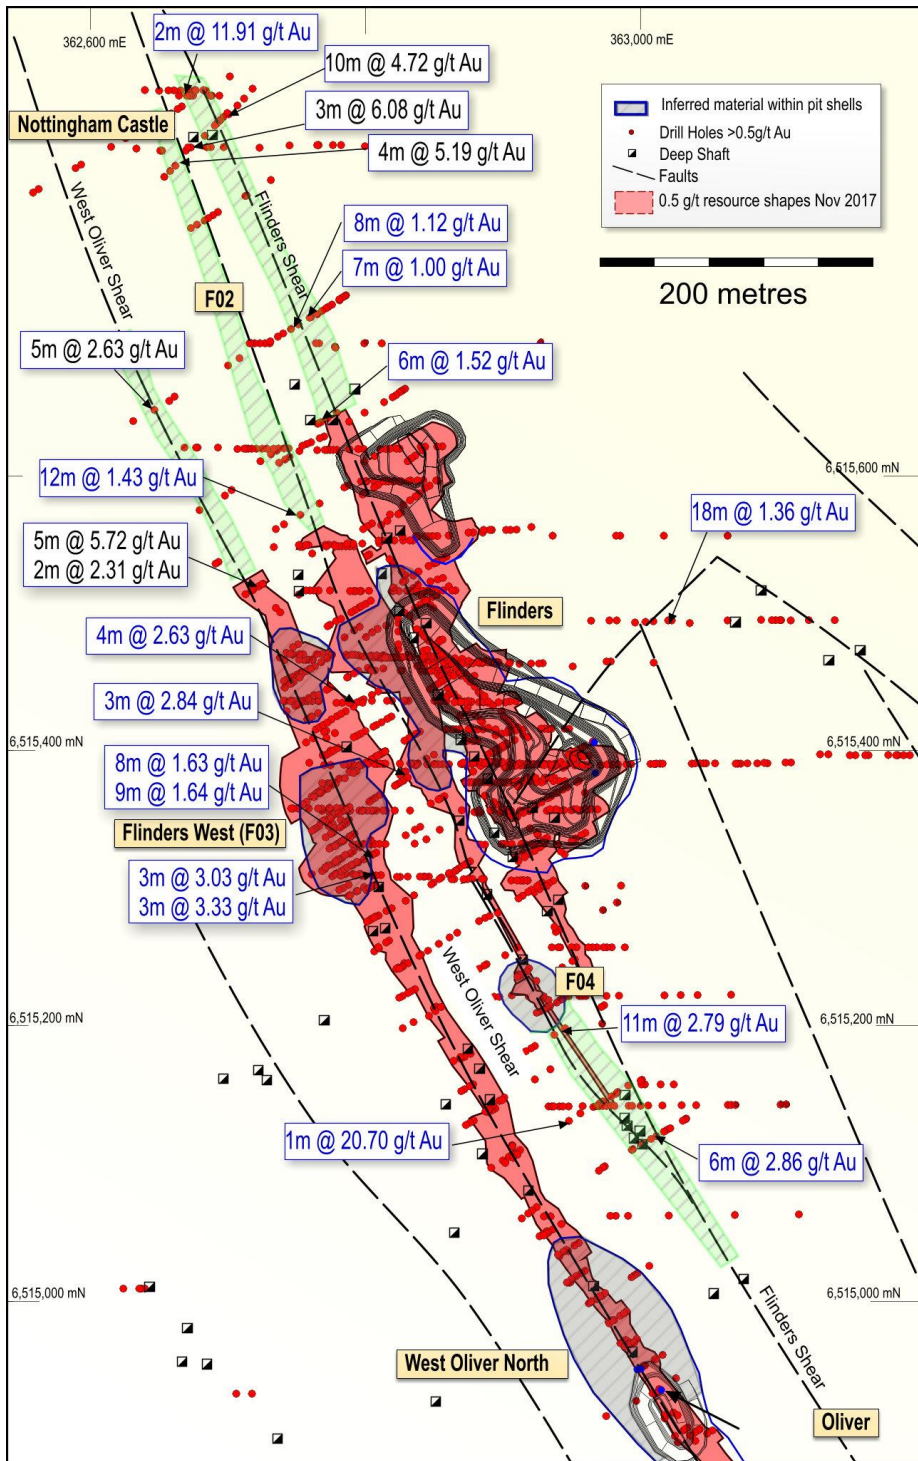 362,600 mE
2m @ 11.91 g/t Au
363,000 mE
10m @ 4.72 g/t Au
3m @ 6.08 g/t Au
4m @ 5.19 g/t Au
Nottingham Castle
Inferred material within pit shells
Drill Holes >0.5g/t Au
Deep Shaft
Faults
0.5 g/t resource shapes Nov 2017
200 metres
West Oliver Shear
Flinders Shear
8m @ 1.12 g/t Au
7m @ 1.00 g/t Au
F02
5m @ 2.63 g/t Au
6m @ 1.52 g/t Au
12m @ 1.43 g/t Au
6,515,600 mN
18m @ 1.36 g/t Au
5m @ 5.72 g/t Au
2m @ 2.31 g/t Au
Flinders
4m @ 2.63 g/t Au
3m @ 2.84 g/t Au
6,515,400 mN
6,515,400 mN
8m @ 1.63 g/t Au
9m @ 1.64 g/t Au
Flinders West (F03)
3m @ 3.03 g/t Au
3m @ 3.33 g/t Au
West Oliver Shear
F04
6,515,200 mN
11m @ 2.79 g/t Au
6,515,200 mN
1m @ 20.70 g/t Au
6m @ 2.86 g/t Au
6,515,000 mN
6,515,000 mN
Flinders Shear
West Oliver North
Oliver